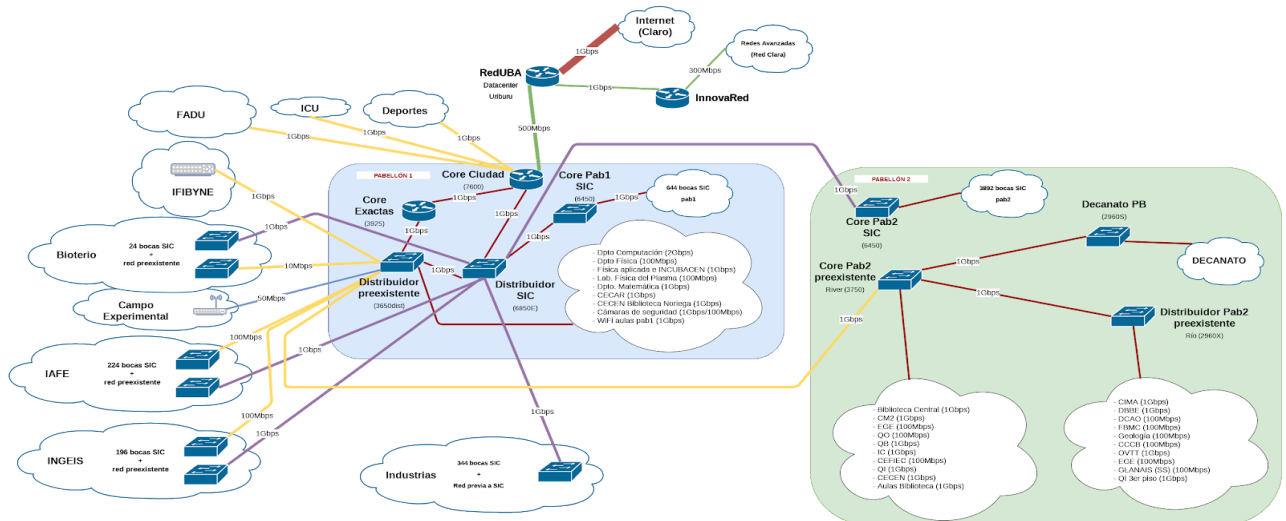 Internet
(Claro)
Redes Avanzadas
(Red Clara)
1Gbps
300Mbps
RedUBA
Datacenter
Uriburu
1Gbps
InnovaRed
500Mbps
FADU
ICU
Deportes
1Gbps
1Gbps
1Gbps
IFIBYNE
1Gbps
PABELLÓN 1
Core Ciudad
(7600)
Core Pab1
SIC
(6450)
1Gbps
644 bocas SIC
pab1
Core
Exactas
(3925)
1Gbps
1Gbps
1Gbps
1Gbps
1Gbps
Distribuidor
preexistente
(3650dist)
Distribuidor
SIC
(6850E)
- Dpto Computación (2Gbps)
- Dpto Física (100Mbps)
- Física aplicada e INCUBACEN (1Gbps)
- Lab. Física del Plasma (100Mbps)
- Dpto. Matemática (1Gbps)
- CECAR (1Gbps)
- CECEN Biblioteca Noriega (1Gbps)
- Cámaras de seguridad (1Gbps/100Mbps)
- WiFi aulas pab1 (1Gbps)
Bioterio
24 bocas SIC
+
red preexistente
1Gbps
10Mbps
Campo
Experimental
50Mbps
IAFE
224 bocas SIC
+
red preexistente
100Mbps
1Gbps
INGEIS
196 bocas SIC
+
red preexistente
100Mbps
1Gbps
Industrias
344 bocas SIC
+
Red previa a SIC
1Gbps
PABELLÓN 2
1Gbps
Core Pab2
SIC
(6450)
3892 bocas SIC
pab2
Decanato PB
(2960S)
DECANATO
Core Pab2
preexistente
River (3750)
1Gbps
1Gbps
1Gbps
Distribuidor Pab2
preexistente
Río (2960X)
- Biblioteca Central (1Gbps)
- CM2 (1Gbps)
- EGE (100Mbps)
- QO (100Mbps)
- QB (1Gbps)
- IC (1Gbps)
- CEFIEC (100Mbps)
- QI (1Gbps)
- CECEN (1Gbps)
- Aulas Biblioteca (1Gbps)
- CIMA (1Gbps)
- DBBE (1Gbps)
- DCAO (100Mbps)
- FBMC (100Mbps)
- Geología (100Mbps)
- CCCB (100Mbps)
- OVTT (1Gbps)
- EGE (100Mbps)
- GLANAIS (SS) (100Mbps)
- QI 3er piso (1Gbps)